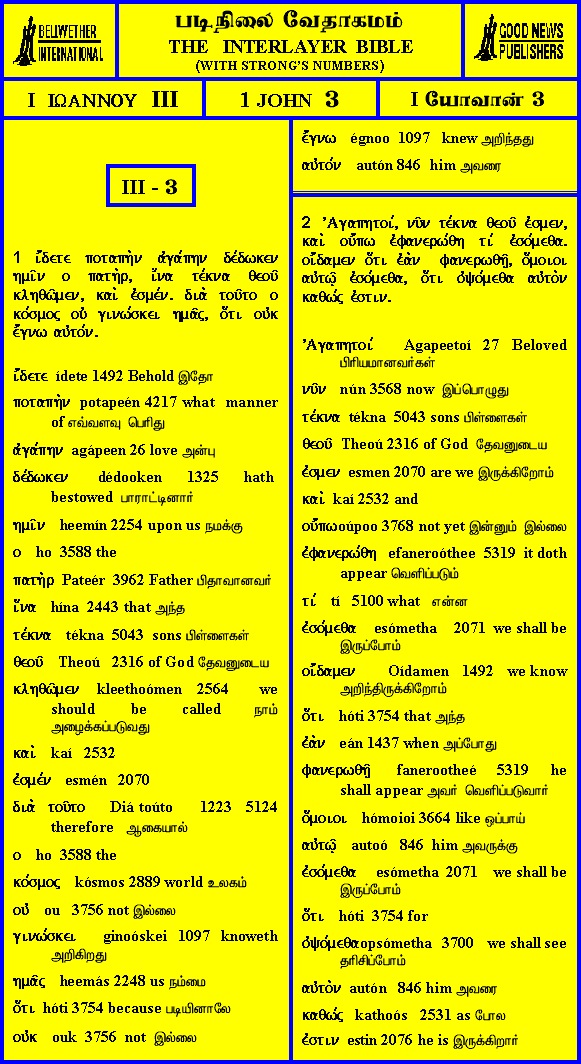 BELLWETHER
INTERNATIONAL
படிநிலை வேதாகமம்
THE INTERLAYER BIBLE
(WITH STRONG'S NUMBERS)
GOOD NEWS
PUBLISHERS
I ΙΩΑΝΝΟΥ III
1 JOHN 3
I யோவான் 3
III - 3
1 ἴδετε ποταπὴν ἀγάπην δέδωκεν
ημῖν ο πατὴρ, ἵνα τέκνα θεοῦ
κληθῶμεν, καὶ ἐσμέν. διὰ τοῦτο ο
κόσμος οὐ γινώσκει ημᾶς, ὅτι οὐκ
ἔγνω αὐτόν.
ἴδετε ídete 1492 Behold இதோ
ποταπὴν potapeén 4217 what manner
of எவ்வளவு பெரிது
ἀγάπην agápeen 26 love அன்பு
δέδωκεν dédooken 1325 hath
bestowed பாராட்டினார்
ημῖν heemín 2254 upon us நமக்கு
ο ho 3588 the
πατὴρ Pateér 3962 Father பிதாவானவர்
ἵνα hína 2443 that அந்த
τέκνα tékna 5043 sons பிள்ளைகள்
θεοῦ Theoú 2316 of God தேவனுடைய
κληθῶμεν kleethoómen 2564 we
should be called நாம்
அழைக்கப்படுவது
καὶ kaí 2532
ἐσμέν esmén 2070
διὰ τοῦτο Diá toúto 1223 5124
therefore ஆகையால்
ο ho 3588 the
κόσμος kósmos 2889 world உலகம்
οὐ ou 3756 not இல்லை
γινώσκει ginoóskei 1097 knoweth
அறிகிறது
ημᾶς heemás 2248 us நம்மை
ὅτι hóti 3754 because படியினாலே
οὐκ ouk 3756 not இல்லை
ἔγνω égnoo 1097 knew அறிந்தது
αὐτόν autón 846 him அவரை
2 Ἀγαπητοί, νῦν τέκνα θεοῦ ἐσμεν,
καὶ οὔπω ἐφανερώθη τί ἐσόμεθα.
οἴδαμεν ὅτι ἐὰν φανερωθῇ, ὅμοιοι
αὐτῷ ἐσόμεθα, ὅτι ὀψόμεθα αὐτὸν
καθώς ἐστιν.
Ἀγαπητοί Agapeetoí 27 Beloved
பிரியமானவர்கள்
νῦν nún 3568 now இப்பொழுது
τέκνα tékna 5043 sons பிள்ளைகள்
θεοῦ Theoú 2316 of God தேவனுடைய
ἐσμεν esmen 2070 are we இருக்கிறோம்
καὶ kaí 2532 and
οὔπω oúpoo 3768 not yet இன்னும் இல்லை
ἐφανερώθη efaneroóthee 5319 it doth
appear வெளிப்படும்
τί tí 5100 what என்ன
ἐσόμεθα esómetha 2071 we shall be
இருப்போம்
οἴδαμεν Oídamen 1492 we know
அறிந்திருக்கிறோம்
ὅτι hóti 3754 that அந்த
ἐὰν eán 1437 when அப்போது
φανερωθῇ fanerootheé 5319 he
shall appear அவர் வெளிப்படுவார்
ὅμοιοι hómoioi 3664 like ஒப்பாய்
αὐτῷ autoó 846 him அவருக்கு
ἐσόμεθα esómetha 2071 we shall be
இருப்போம்
ὅτι hóti 3754 for
ὀψόμεθα opsómetha 3700 we shall see
தரிசிப்போம்
αὐτὸν autón 846 him அவரை
καθώς kathoós 2531 as போல
ἐστιν estin 2076 he is இருக்கிறார்